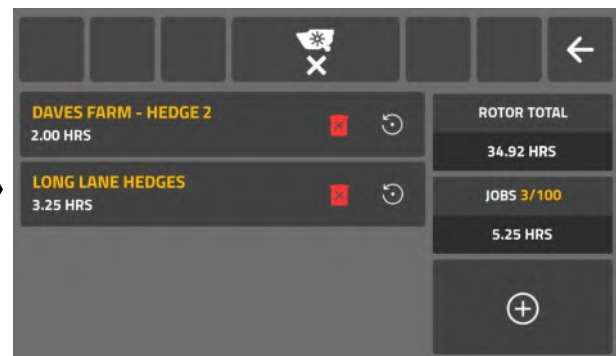 DAVES FARM - HEDGE 2
2.00 HRS
LONG LANE HEDGES
3.25 HRS
ROTOR TOTAL
34.92 HRS
JOBS 3/100
5.25 HRS